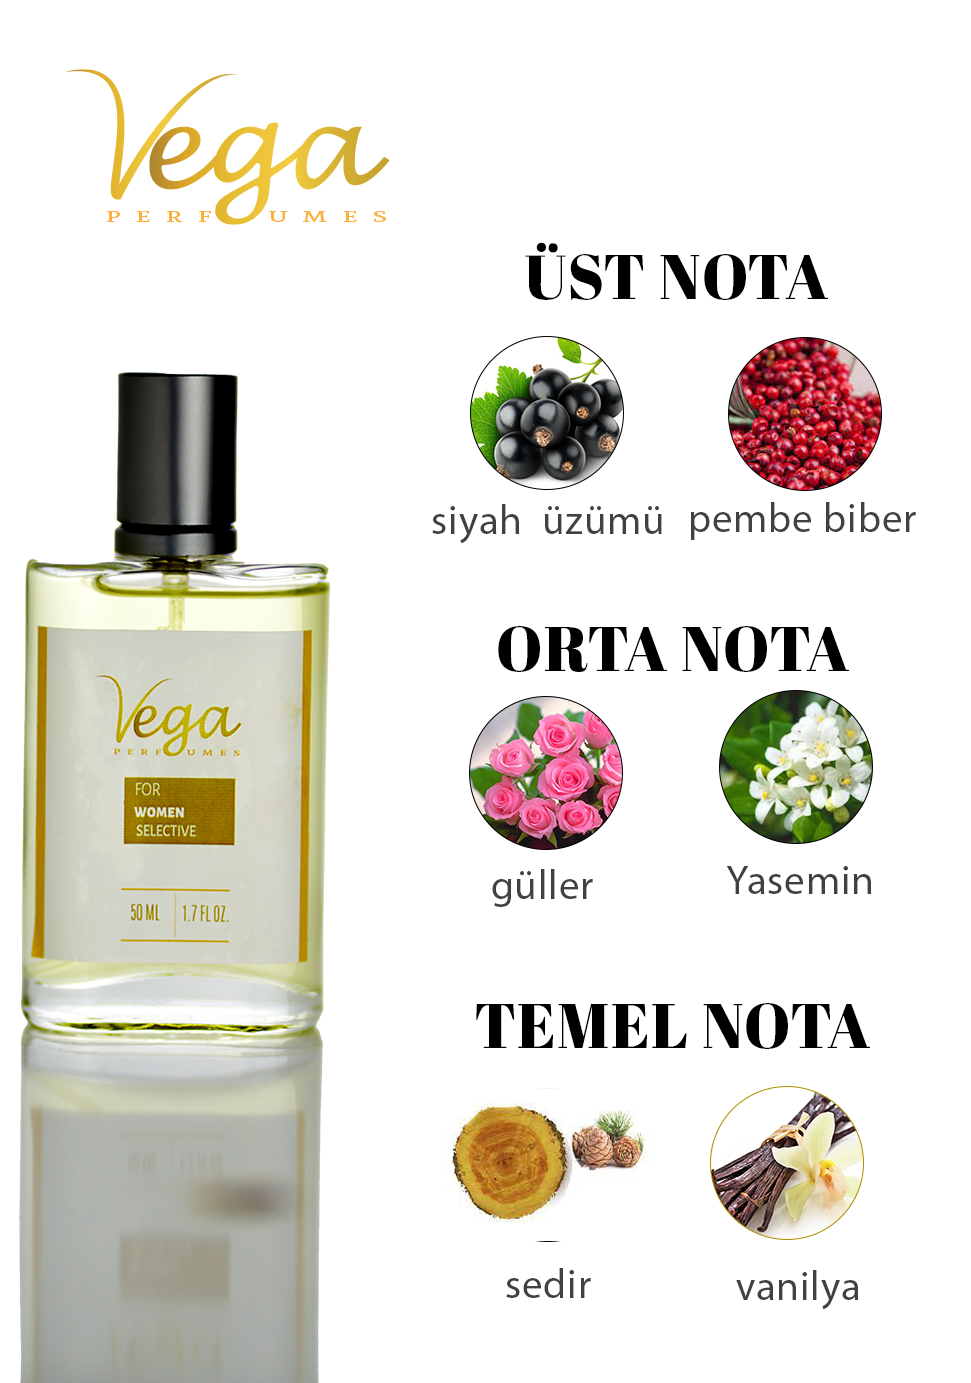 Vega
PERFUMES
ÜST NOTA
siyah üzümü
pembe biber
ORTA NOTA
güller
Yasemin
TEMEL NOTA
sedir
vanilya
Vega
PERFUMES
FOR
WOMEN
SELECTIVE
50 ML
1.7 FL OZ.